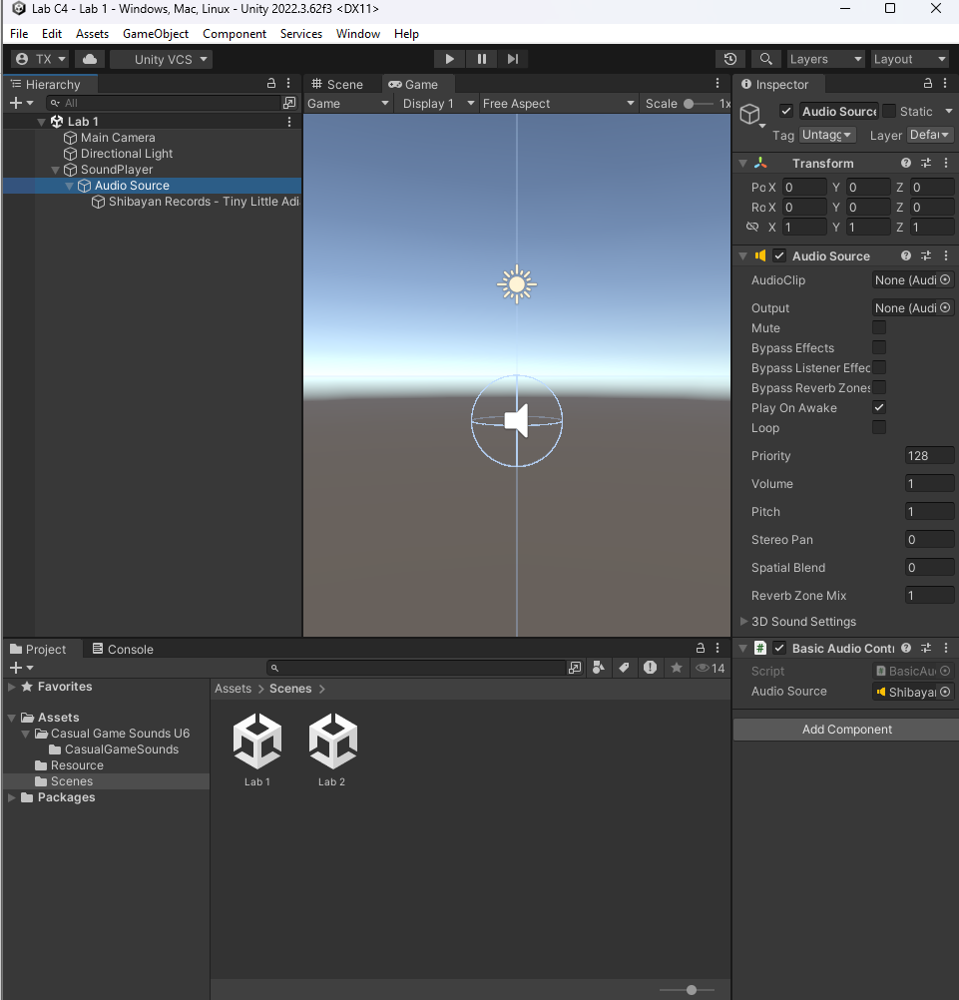 Lab C4 - Lab 1 - Windows, Mac, Linux - Unity 2022.3.62f3 <DX11>
File Edit Assets GameObject Component Services Window Help
TX Unity VCS Layers Layout
Hierarchy
All
Lab 1
Main Camera
Directional Light
SoundPlayer
Audio Source
Shibayan Records - Tiny Little Adi
Scene Game
Game Display 1 Free Aspect Scale 1x
Inspector
Audio Source Static
Tag Untagg Layer Defau
Transform
Po X 0 Y 0 Z 0
Ro X 0 Y 0 Z 0
X 1 Y 1 Z 1
Audio Source
AudioClip None (Audi
Output None (Audi
Mute
Bypass Effects
Bypass Listener Effec
Bypass Reverb Zones
Play On Awake
Loop
Priority 128
Volume 1
Pitch 1
Stereo Pan 0
Spatial Blend 0
Reverb Zone Mix 1
3D Sound Settings
Basic Audio Contr
Script BasicAu
Audio Source Shibayan
Add Component
Project Console
14
Favorites
Assets
Casual Game Sounds U6
CasualGameSounds
Resource
Scenes
Packages
Assets > Scenes >
Lab 1 Lab 2